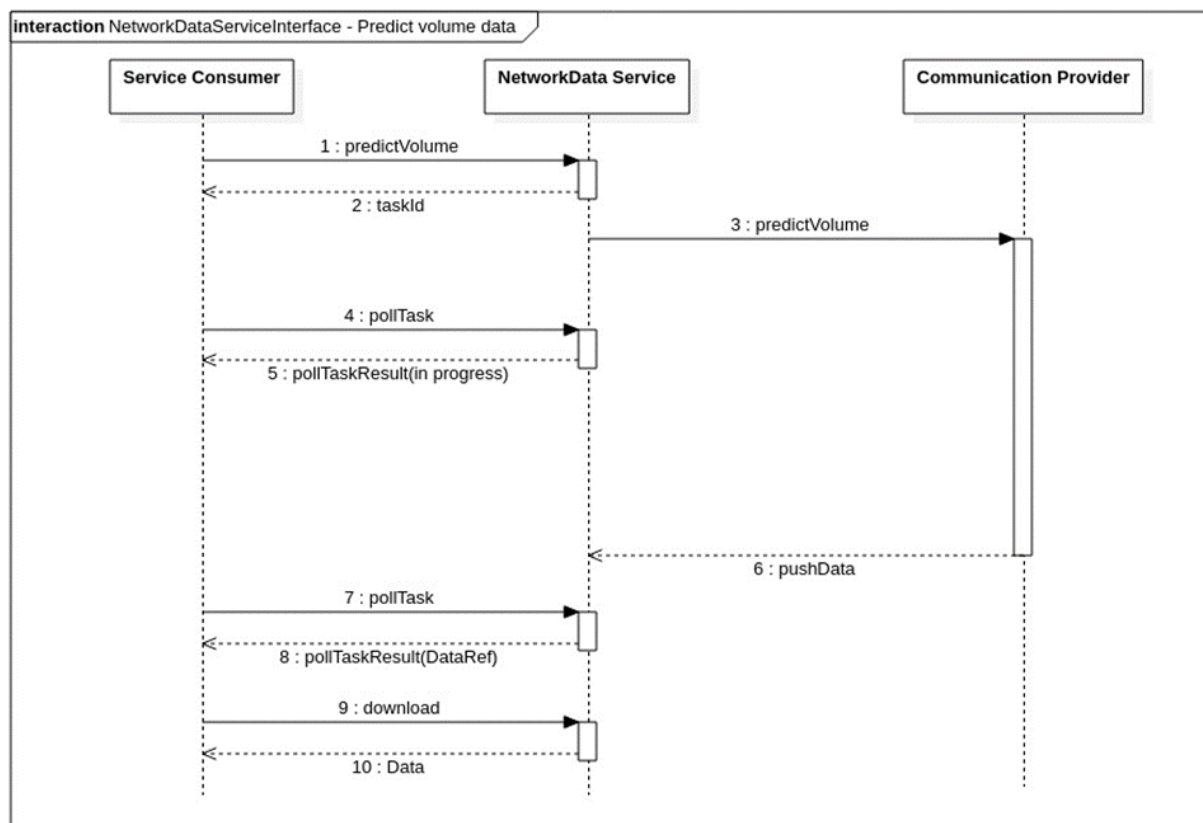 interaction NetworkDataServiceInterface - Predict volume data
Service Consumer
NetworkData Service
Communication Provider
1 : predictVolume
2 : taskId
3 : predictVolume
4 : pollTask
5 : pollTaskResult(in progress)
6 : pushData
7 : pollTask
8 : pollTaskResult(DataRef)
9 : download
10 : Data